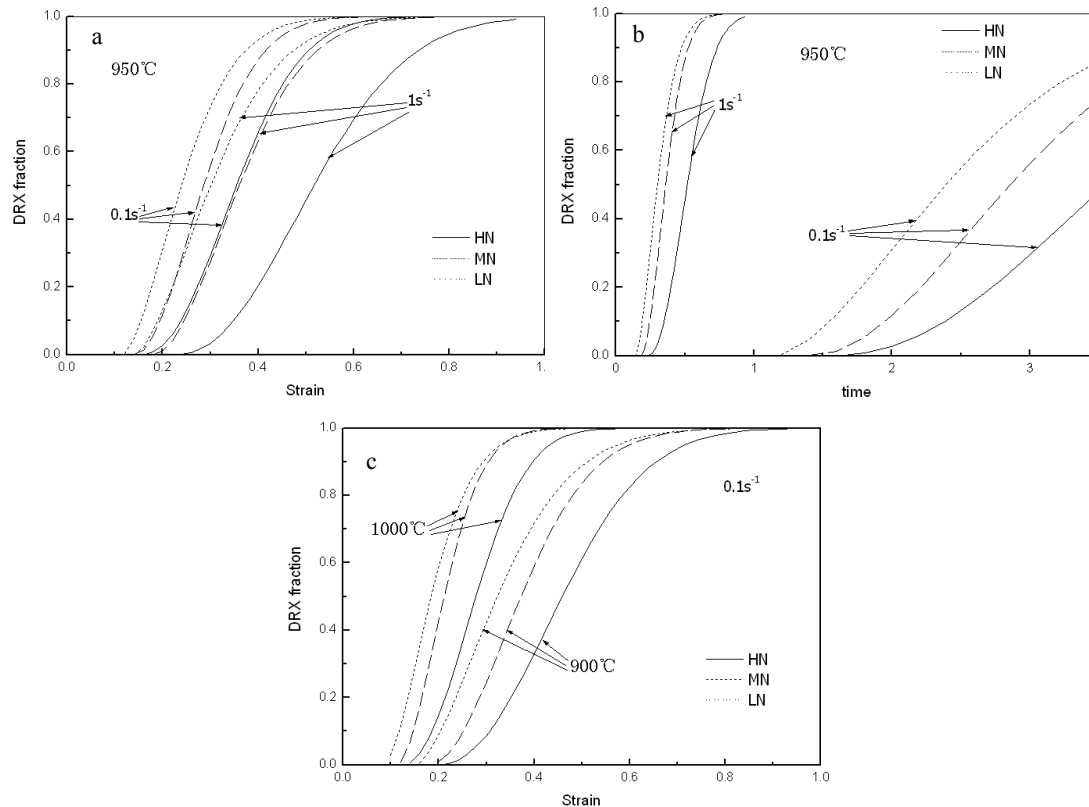 a
950℃
1s⁻¹
0.1s⁻¹
HN
MN
LN
DRX fraction
1.0
0.8
0.6
0.4
0.2
0.0
0.0 0.2 0.4 0.6 0.8 1.
Strain
b
950℃
HN
MN
LN
1s⁻¹
0.1s⁻¹
DRX fraction
1.0
0.8
0.6
0.4
0.2
0.0
0 1 2 3
time
c
0.1s⁻¹
1000℃
900℃
HN
MN
LN
DRX fraction
1.0
0.8
0.6
0.4
0.2
0.0
0.0 0.2 0.4 0.6 0.8 1.0
Strain